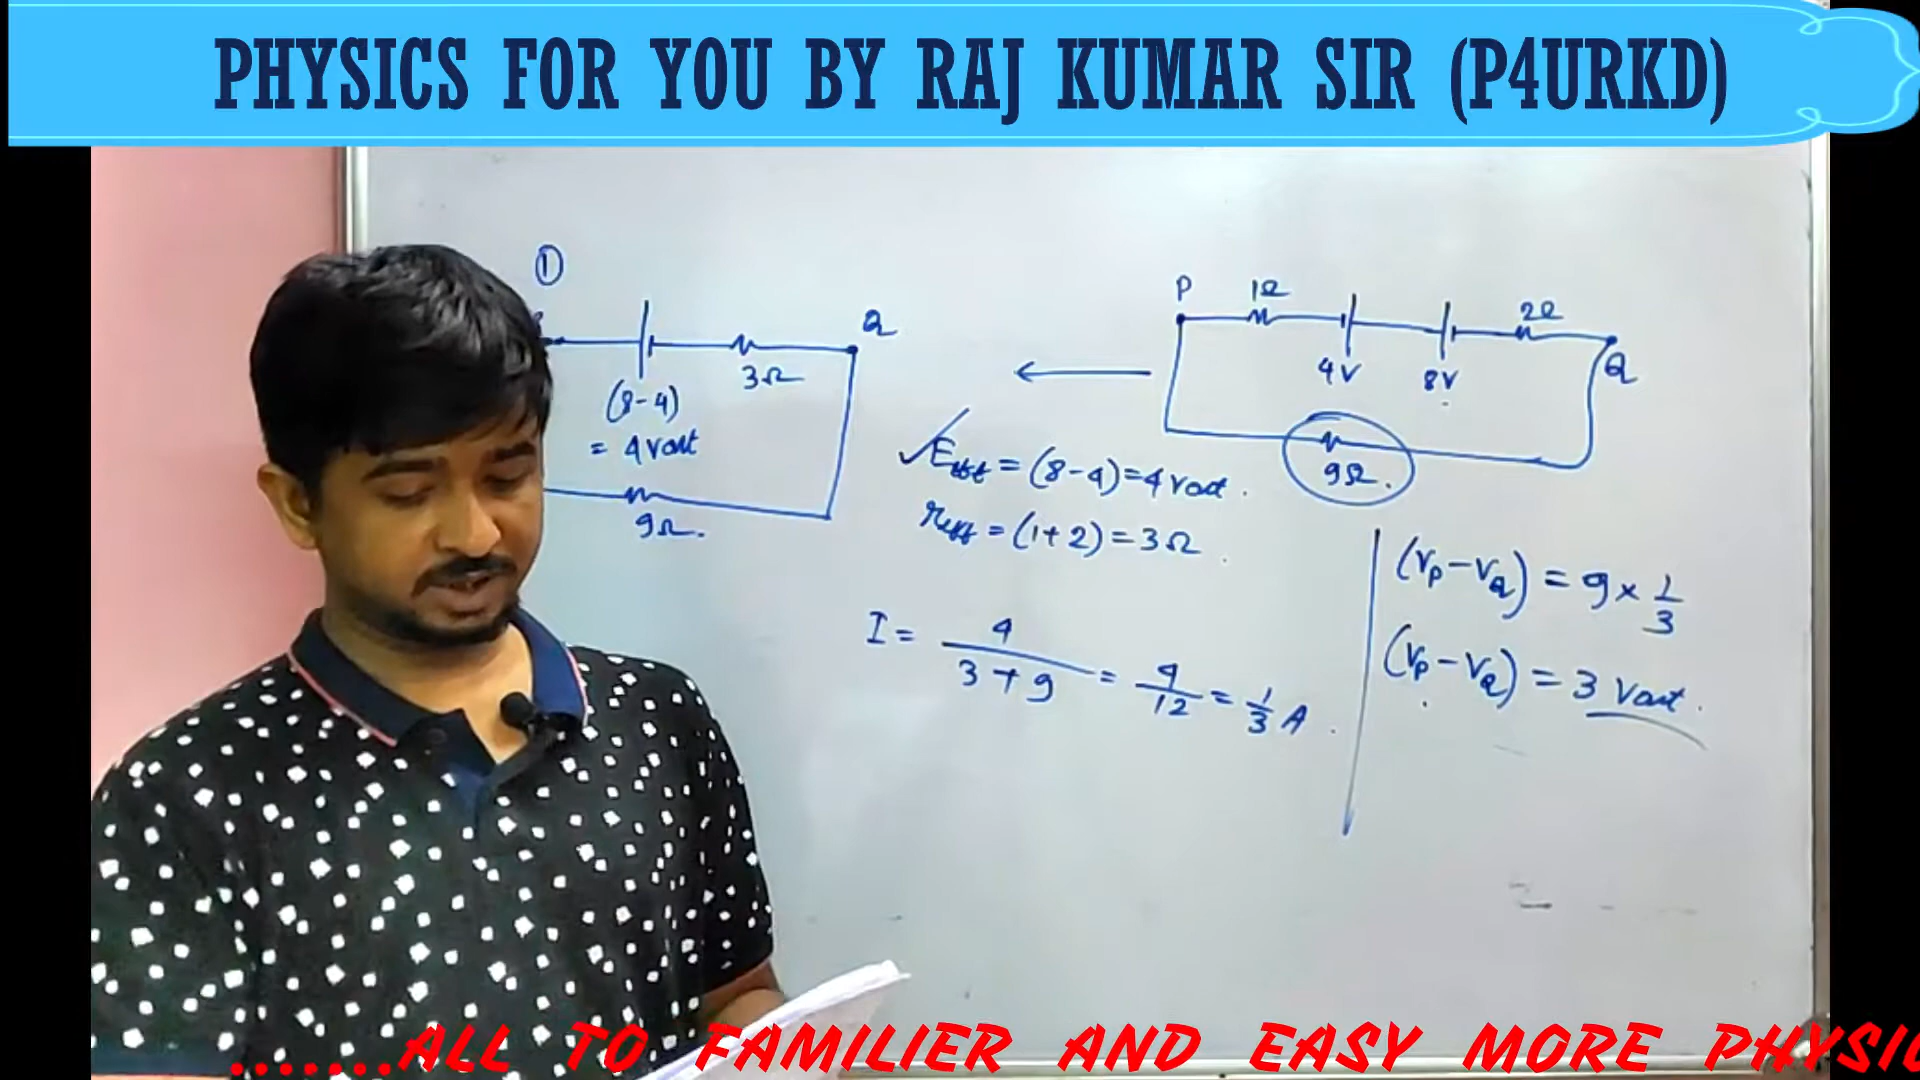 PHYSICS FOR YOU BY RAJ KUMAR SIR (P4URKD)
①
Q
3Ω
(8-4)
= 4 volt
9Ω.
P
1Ω
2Ω
4V
8V
Q
9Ω.
✓Eeff = (8-4)=4 volt.
reff = (1+2)=3Ω
I = 4/(3+9) = 4/12 = 1/3 A.
(VP-VQ) = 9 × 1/3
(VP-VQ) = 3 Volt.
.......ALL TO FAMILIER AND EASY MORE PHYSIC